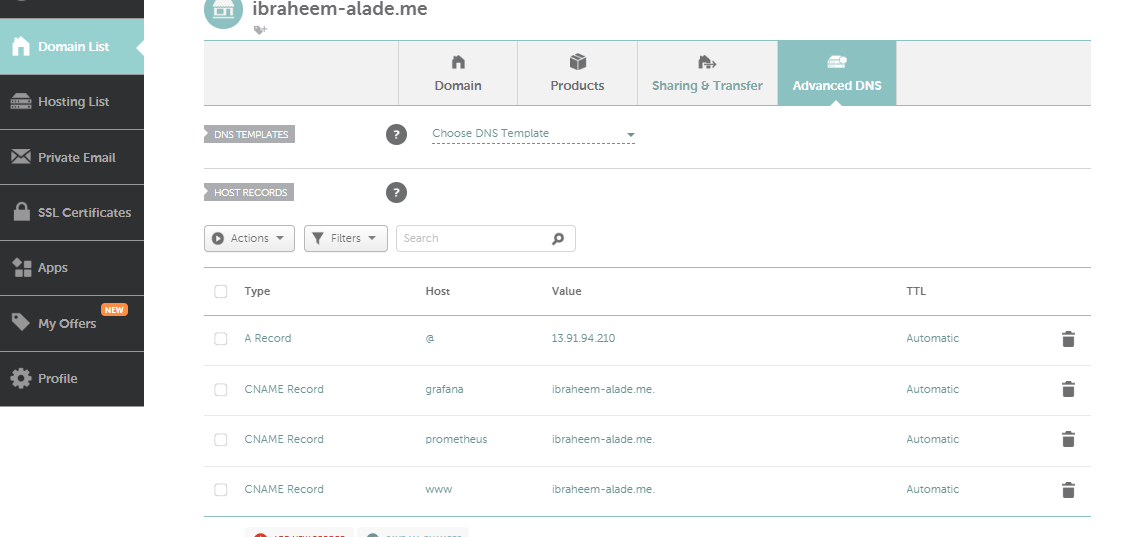 ibraheem-alade.me
Domain List
Hosting List
Private Email
SSL Certificates
Apps
NEW
My Offers
Profile
Domain
Products
Sharing & Transfer
Advanced DNS
DNS TEMPLATES
?
Choose DNS Template
HOST RECORDS
?
Actions
Filters
Search
Type Host Value TTL
A Record @ 13.91.94.210 Automatic
CNAME Record grafana ibraheem-alade.me. Automatic
CNAME Record prometheus ibraheem-alade.me. Automatic
CNAME Record www ibraheem-alade.me. Automatic